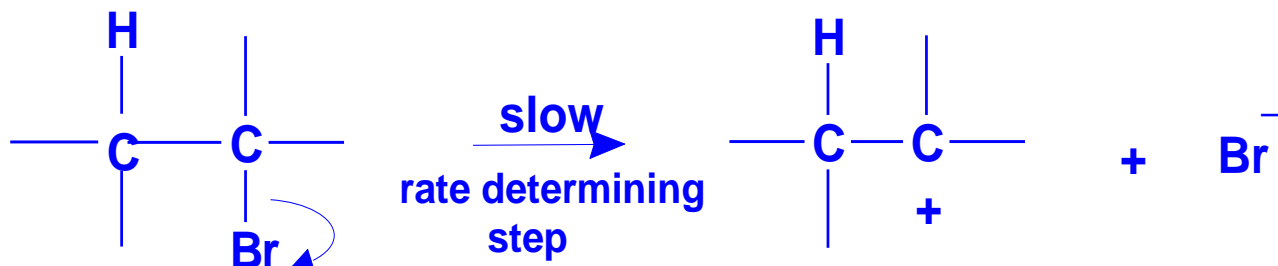 H
C C
Br
slow
rate determining
step
H
C C
+
+ Br⁻